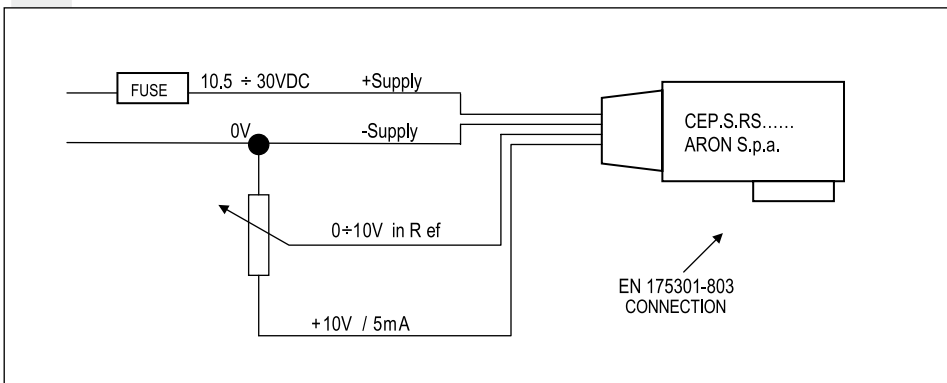 FUSE
10.5 ÷ 30VDC
+Supply
0V
-Supply
CEP.S.RS......
ARON S.p.a.
0÷10V in R ef
EN 175301-803
CONNECTION
+10V / 5mA